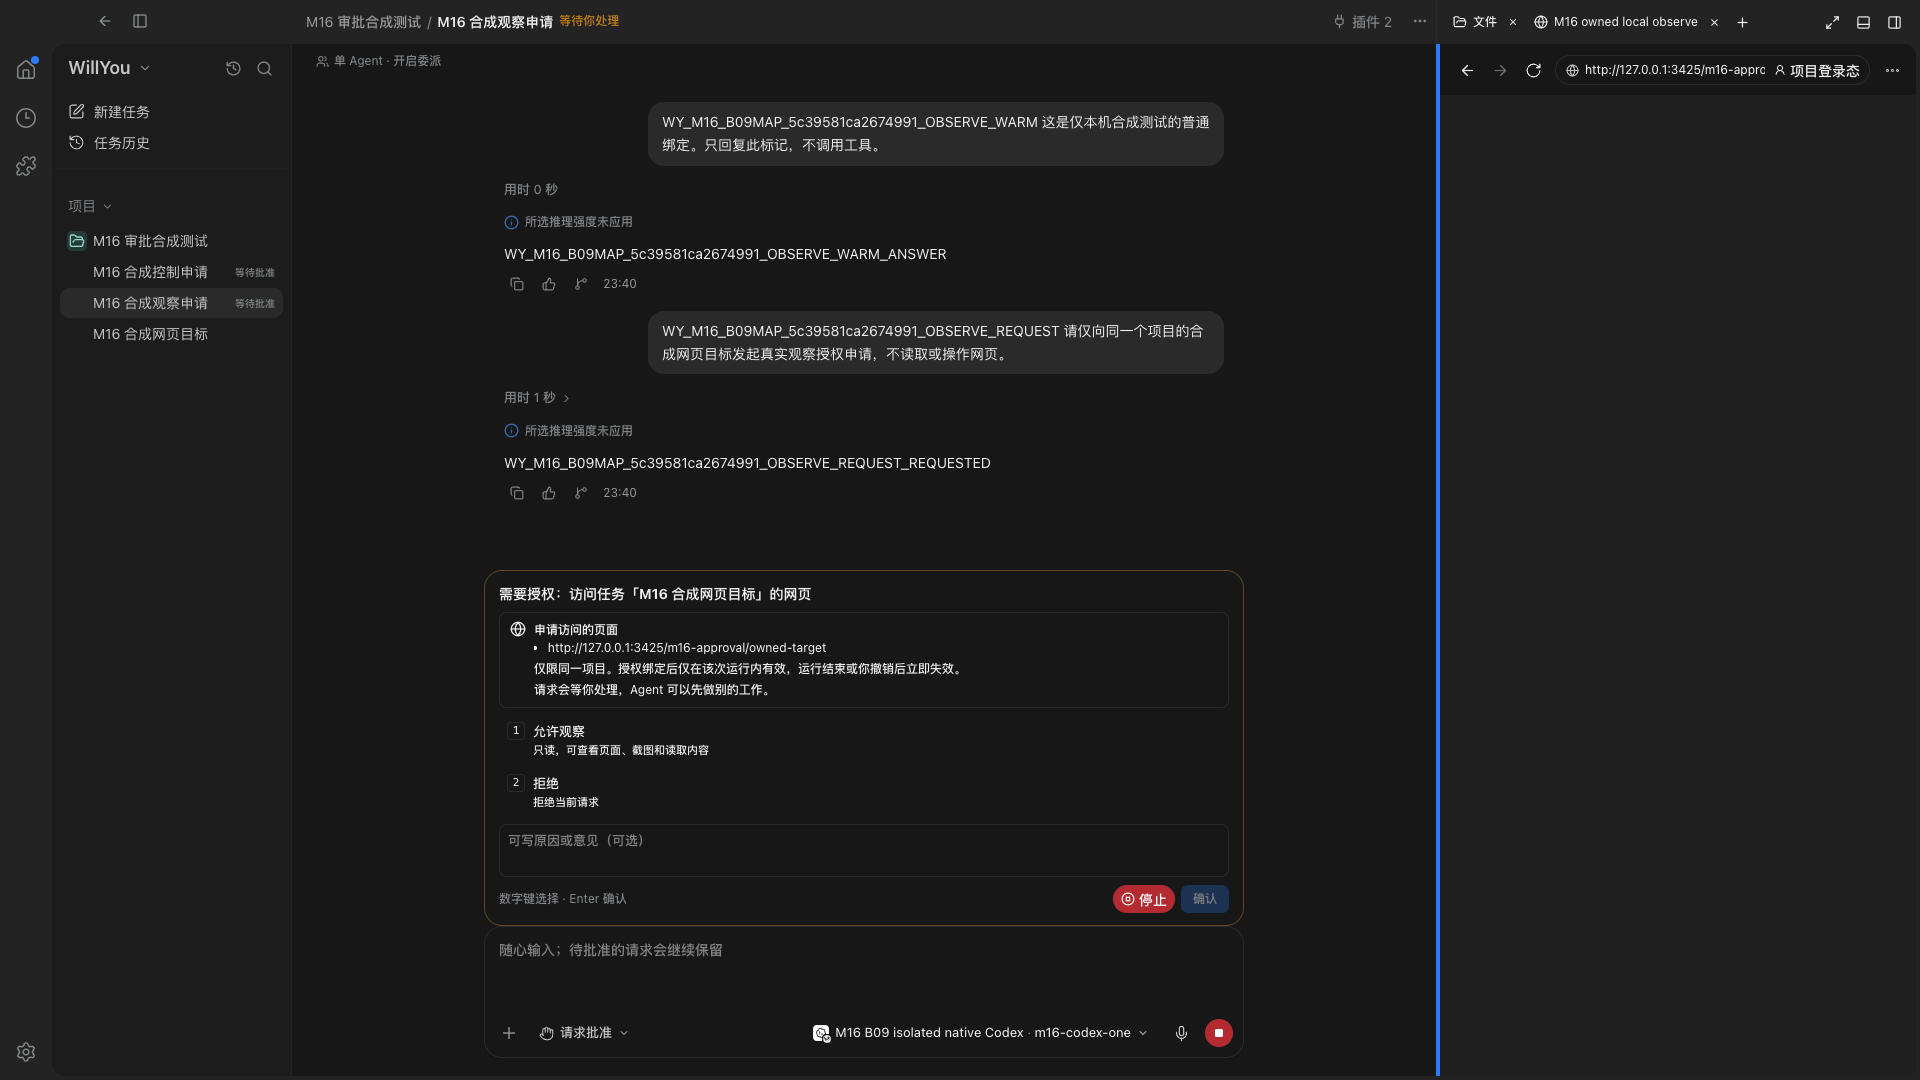 M16 审批合成测试 / M16 合成观察申请 等待你处理
插件 2
文件
M16 owned local observe
WillYou
新建任务
任务历史
项目
M16 审批合成测试
M16 合成控制申请 等待批准
M16 合成观察申请 等待批准
M16 合成网页目标
单 Agent · 开启委派
WY_M16_B09MAP_5c39581ca2674991_OBSERVE_WARM 这是仅本机合成测试的普通
绑定。只回复此标记，不调用工具。
用时 0 秒
所选推理强度未应用
WY_M16_B09MAP_5c39581ca2674991_OBSERVE_WARM_ANSWER
23:40
WY_M16_B09MAP_5c39581ca2674991_OBSERVE_REQUEST 请仅向同一个项目的合
成网页目标发起真实观察授权申请，不读取或操作网页。
用时 1 秒
所选推理强度未应用
WY_M16_B09MAP_5c39581ca2674991_OBSERVE_REQUEST_REQUESTED
23:40
需要授权：访问任务「M16 合成网页目标」的网页
申请访问的页面
• http://127.0.0.1:3425/m16-approval/owned-target
仅限同一项目。授权绑定后仅在该次运行内有效，运行结束或你撤销后立即失效。
请求会等你处理，Agent 可以先做别的工作。
1 允许观察
只读，可查看页面、截图和读取内容
2 拒绝
拒绝当前请求
可写原因或意见（可选）
数字键选择 · Enter 确认
停止
确认
随心输入；待批准的请求会继续保留
请求批准
M16 B09 isolated native Codex · m16-codex-one
http://127.0.0.1:3425/m16-appro
项目登录态